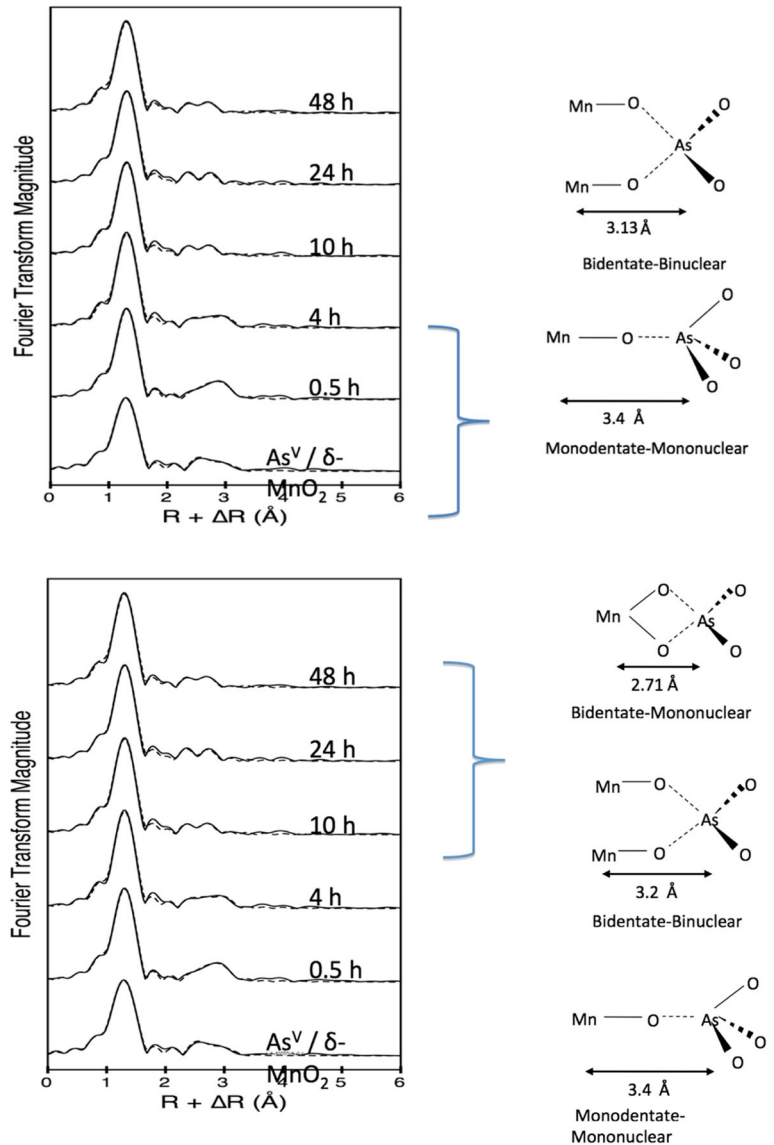 Fourier Transform Magnitude
48 h
24 h
10 h
4 h
0.5 h
Asⱽ / δ-
MnO₂
0 1 2 3 4 5 6
R + ΔR (Å)
Mn O O
As
Mn O O
3.13 Å
Bidentate-Binuclear
O
Mn O As
O
O
3.4 Å
Monodentate-Mononuclear
Fourier Transform Magnitude
48 h
24 h
10 h
4 h
0.5 h
Asⱽ / δ-
MnO₂
0 1 2 3 4 5 6
R + ΔR (Å)
O O
Mn As
O O
2.71 Å
Bidentate-Mononuclear
Mn O O
As
Mn O O
3.2 Å
Bidentate-Binuclear
O
Mn O As
O
O
3.4 Å
Monodentate-
Mononuclear